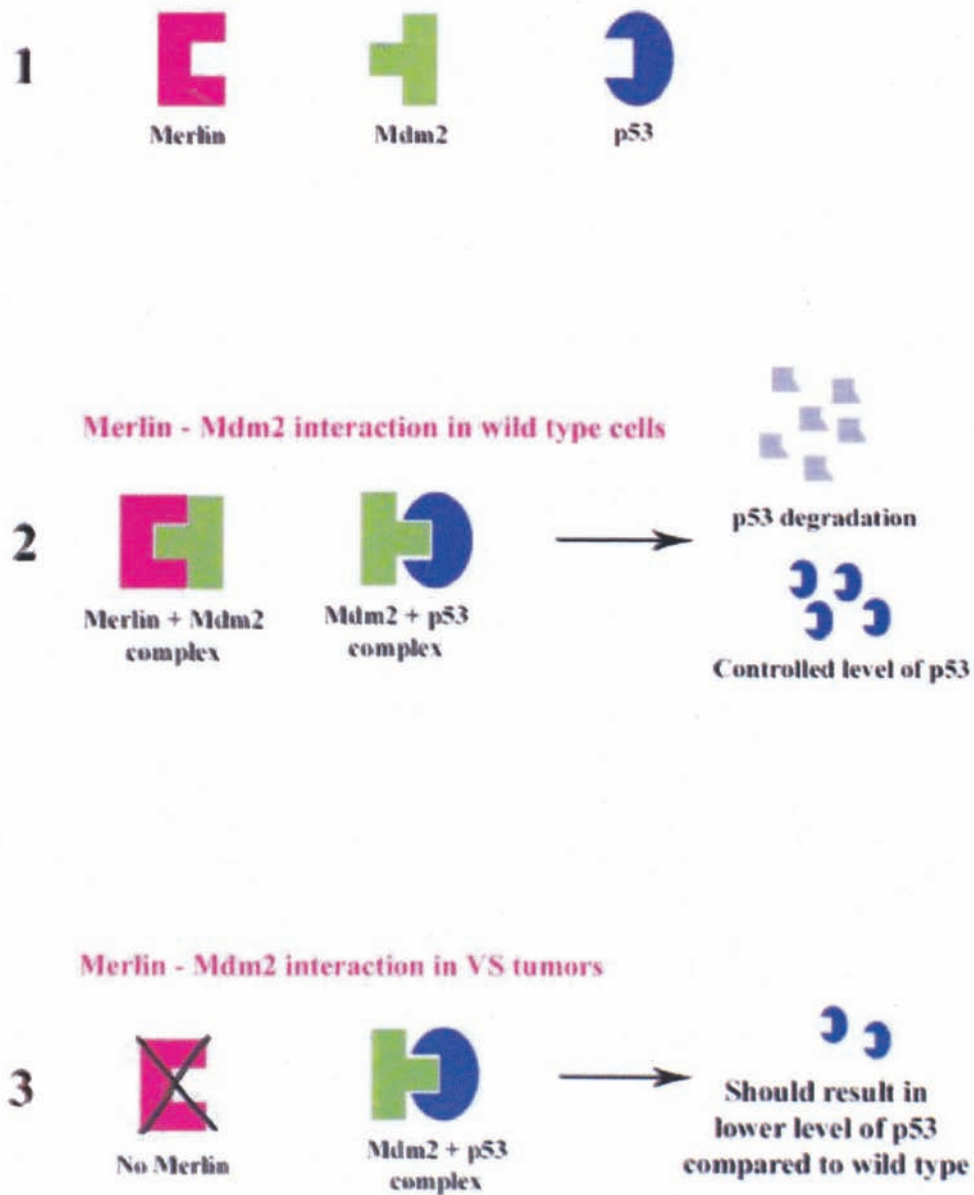 1
Merlin
Mdm2
p53
Merlin - Mdm2 interaction in wild type cells
2
Merlin + Mdm2
complex
Mdm2 + p53
complex
p53 degradation
Controlled level of p53
Merlin - Mdm2 interaction in VS tumors
3
No Merlin
Mdm2 + p53
complex
Should result in
lower level of p53
compared to wild type